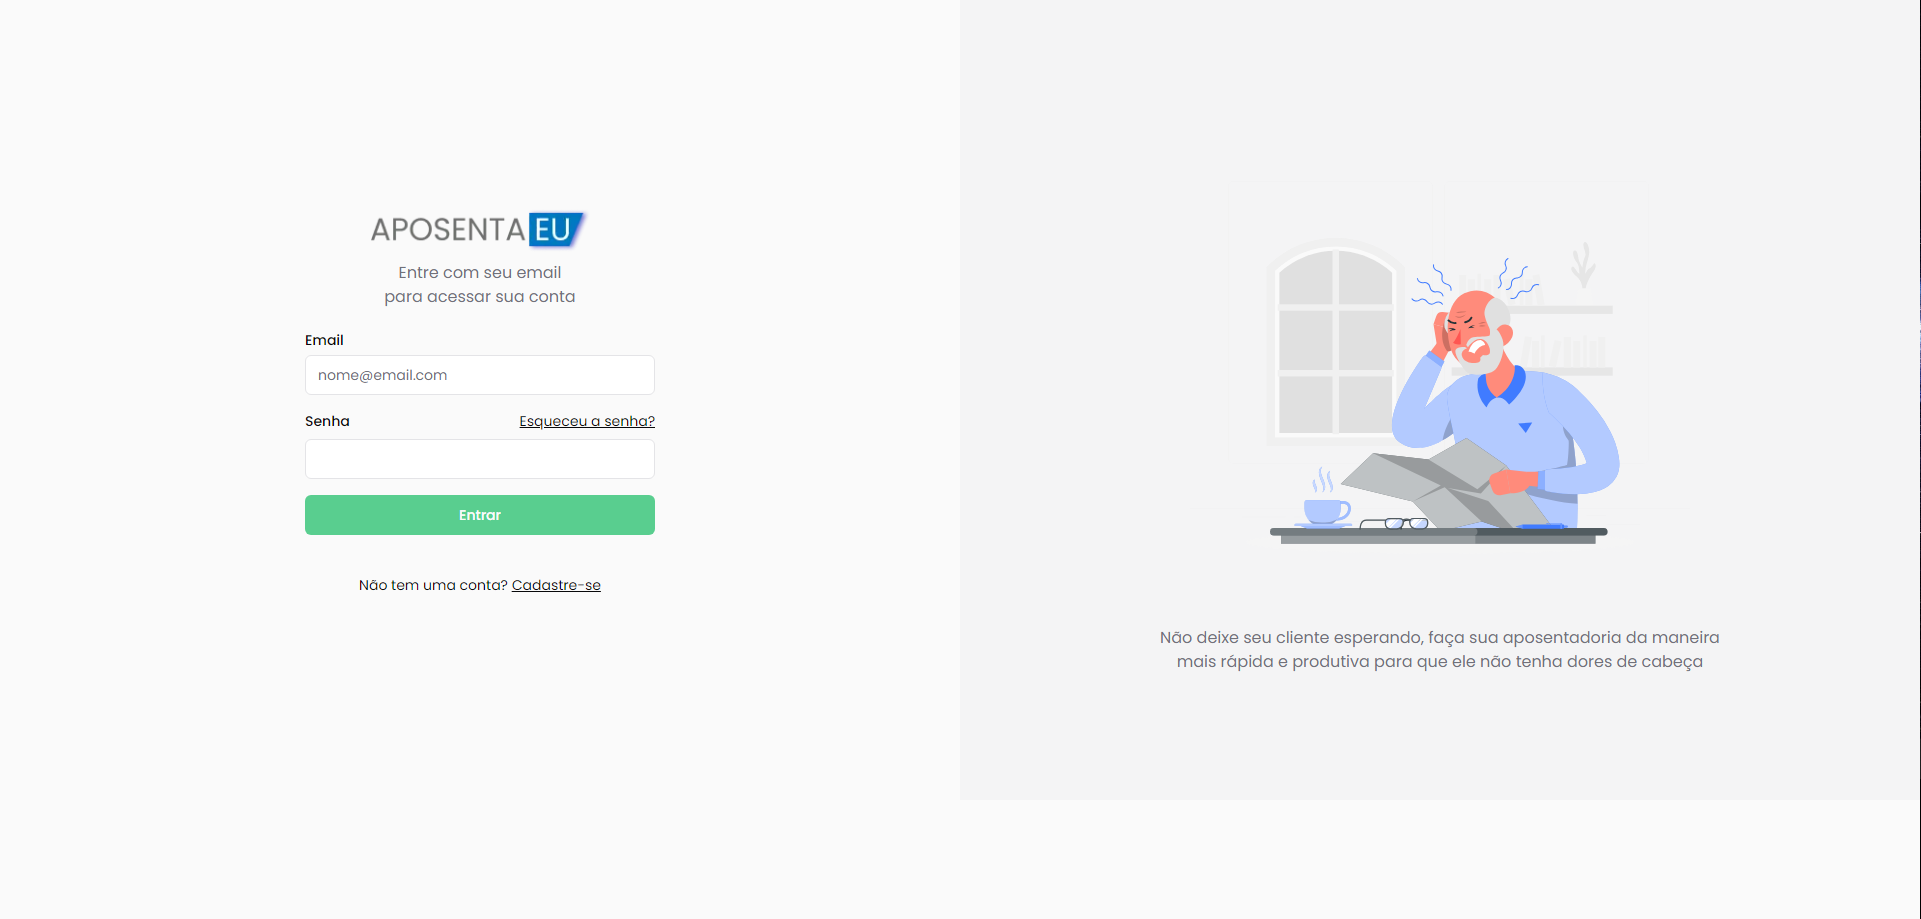 APOSENTA EU
Entre com seu email
para acessar sua conta
Email
nome@email.com
Senha
Esqueceu a senha?
Entrar
Não tem uma conta? Cadastre-se
Não deixe seu cliente esperando, faça sua aposentadoria da maneira
mais rápida e produtiva para que ele não tenha dores de cabeça